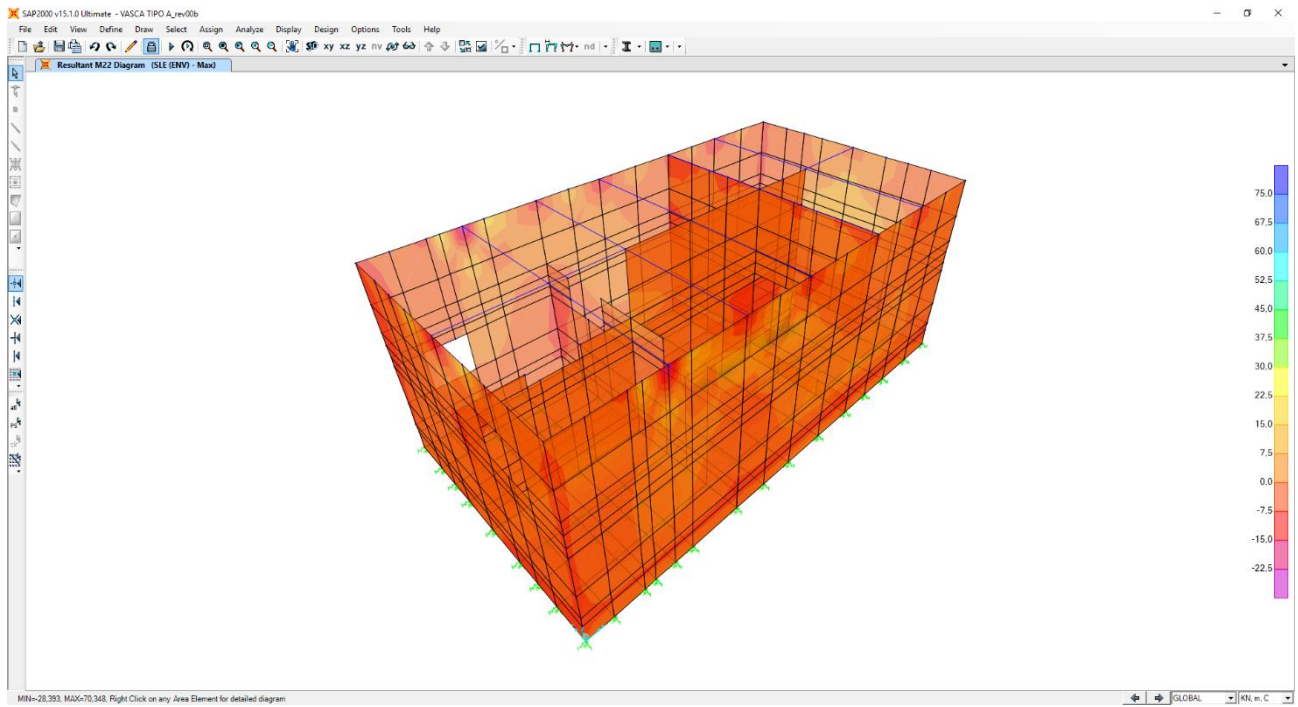 SAP2000 v15.1.0 Ultimate - VASCA TIPO A_rev00b
File Edit View Define Draw Select Assign Analyze Display Design Options Tools Help
xy xz yz nv nd
Resultant M22 Diagram (SLE (ENV) - Max)
75.0
67.5
60.0
52.5
45.0
37.5
30.0
22.5
15.0
7.5
0.0
-7.5
-15.0
-22.5
all
PS
clr
MIN=-28,393, MAX=70,348, Right Click on any Area Element for detailed diagram
GLOBAL
KN, m, C